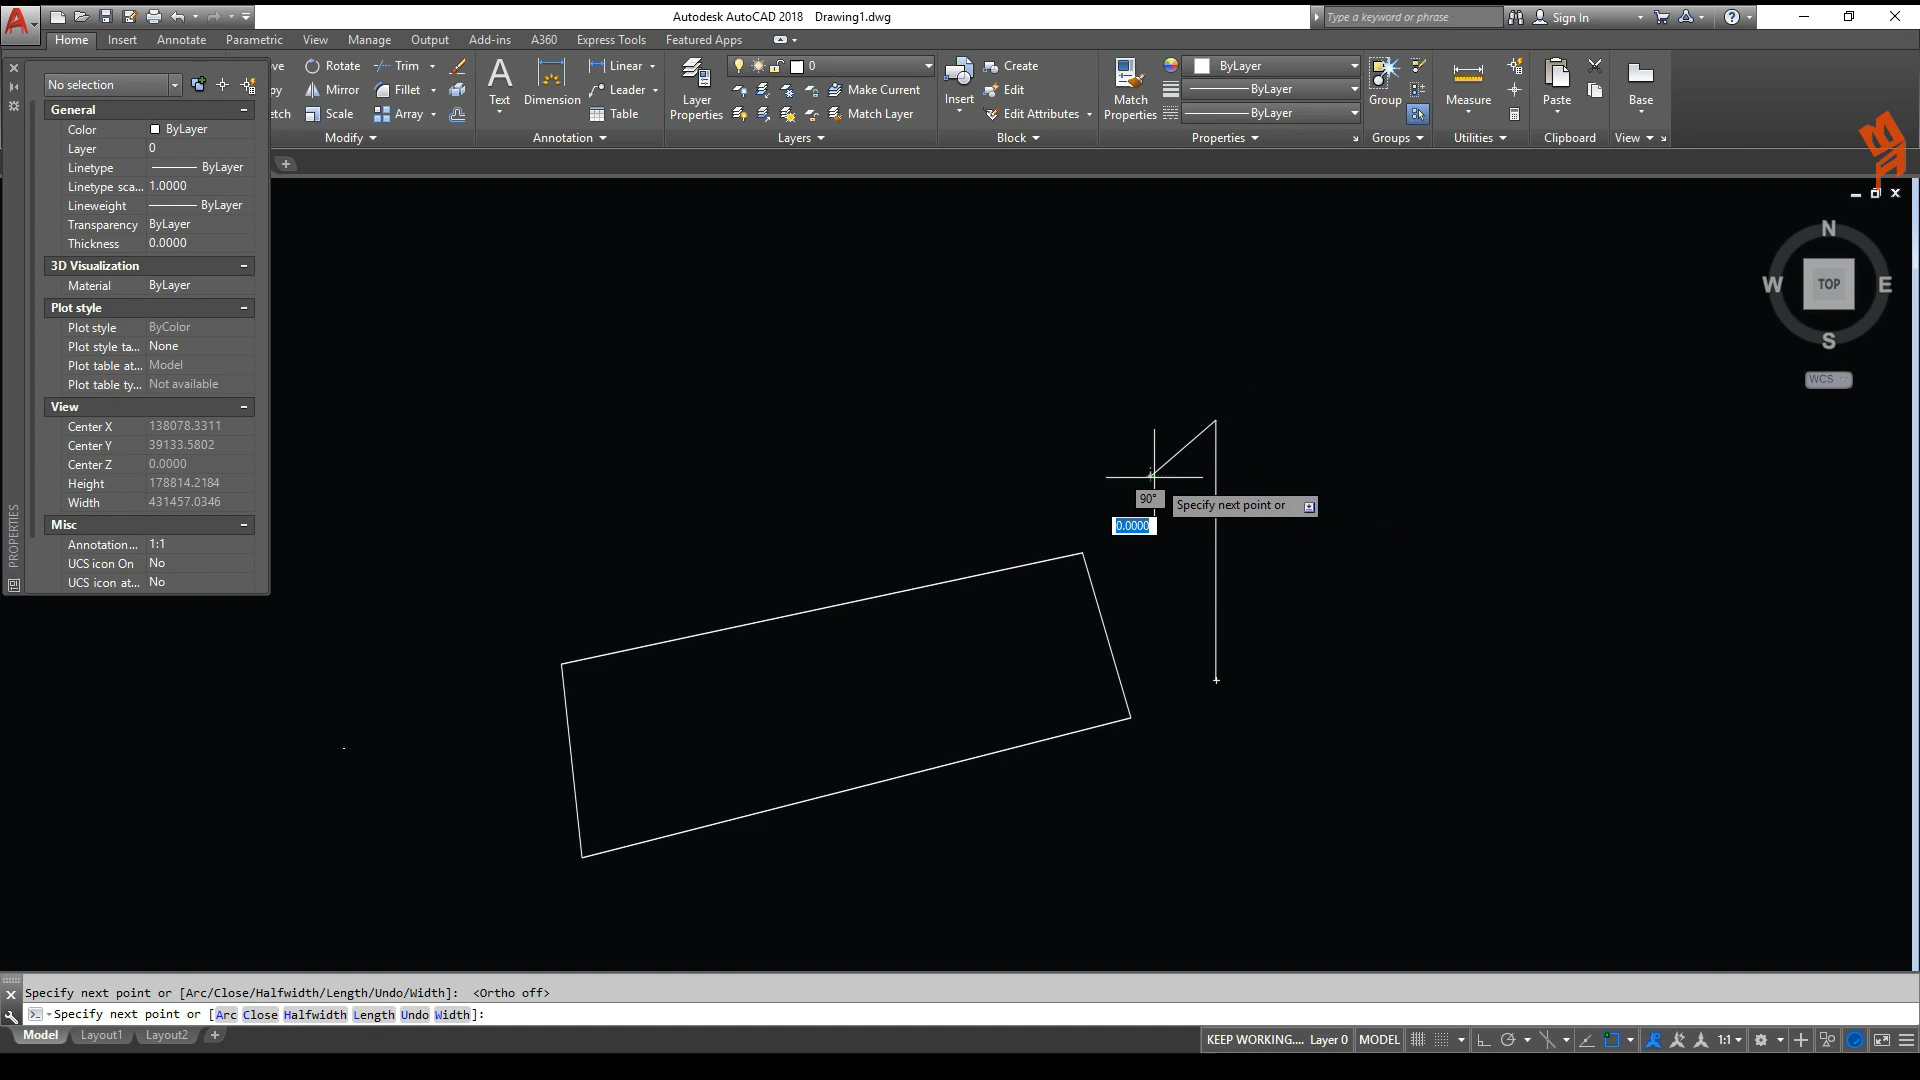 Autodesk AutoCAD 2018 Drawing1.dwg
Type a keyword or phrase
Sign In
Home Insert Annotate Parametric View Manage Output Add-ins A360 Express Tools Featured Apps
Rotate Trim
Mirror Fillet
Scale Array
Modify
Text
Dimension
Linear
Leader
Table
Annotation
Layer
Properties
0
Make Current
Match Layer
Layers
Insert
Create
Edit
Edit Attributes
Block
Match
Properties
ByLayer
ByLayer
ByLayer
Properties
Group
Groups
Measure
Utilities
Paste
Clipboard
Base
View
No selection
General
Color ByLayer
Layer 0
Linetype ByLayer
Linetype sca... 1.0000
Lineweight ByLayer
Transparency ByLayer
Thickness 0.0000
3D Visualization
Material ByLayer
Plot style
Plot style ByColor
Plot style ta... None
Plot table at... Model
Plot table ty... Not available
View
Center X 138078.3311
Center Y 39133.5802
Center Z 0.0000
Height 178814.2184
Width 431457.0346
Misc
Annotation... 1:1
UCS icon On No
UCS icon at... No
PROPERTIES
N
W TOP E
S
WCS
90°
Specify next point or
0.0000
Specify next point or [Arc/Close/Halfwidth/Length/Undo/Width]: <Ortho off>
Specify next point or [Arc Close Halfwidth Length Undo Width]:
Model Layout1 Layout2
KEEP WORKING.... Layer 0 MODEL 1:1